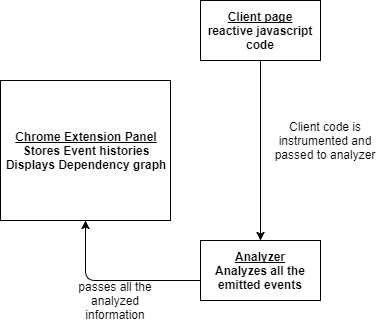 Client page
reactive javascript
code
Chrome Extension Panel
Stores Event histories
Displays Dependency graph
Client code is
instrumented and
passed to analyzer
Analyzer
Analyzes all the
emitted events
passes all the
analyzed
information